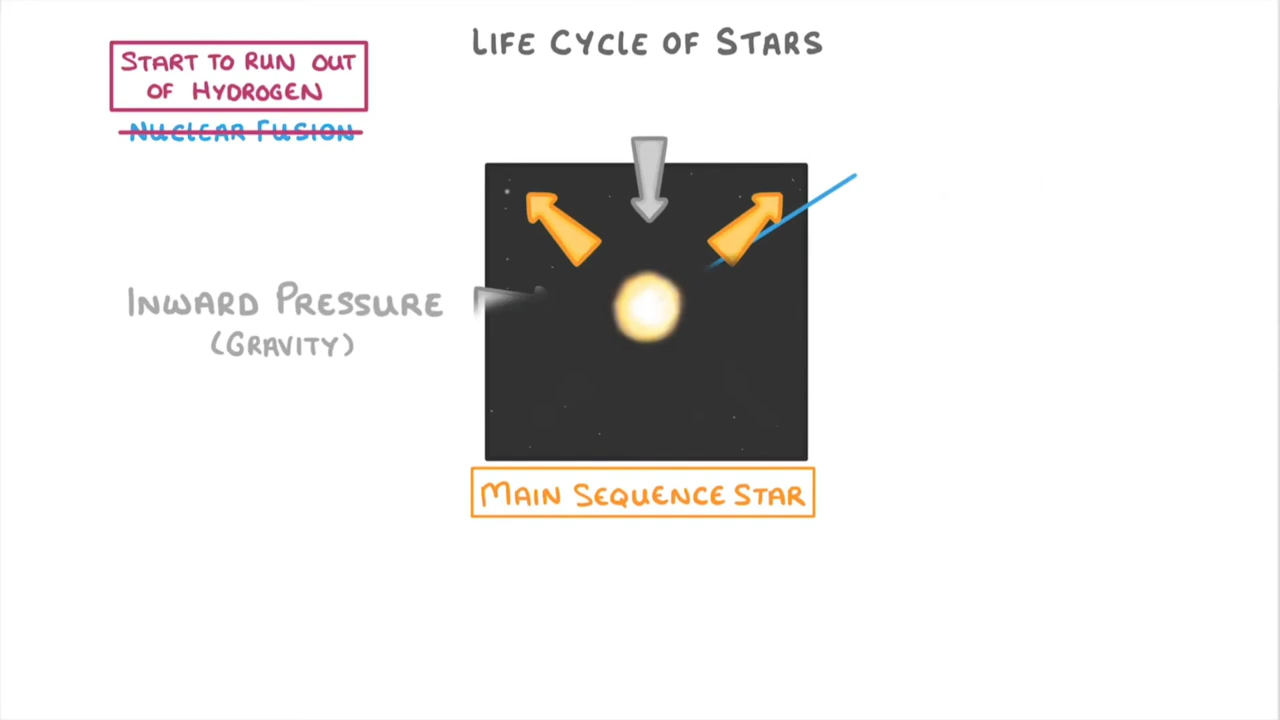 LIFE CYCLE OF STARS
START TO RUN OUT
OF HYDROGEN
NUCLEAR FUSION
INWARD PRESSURE
(GRAVITY)
MAIN SEQUENCE STAR